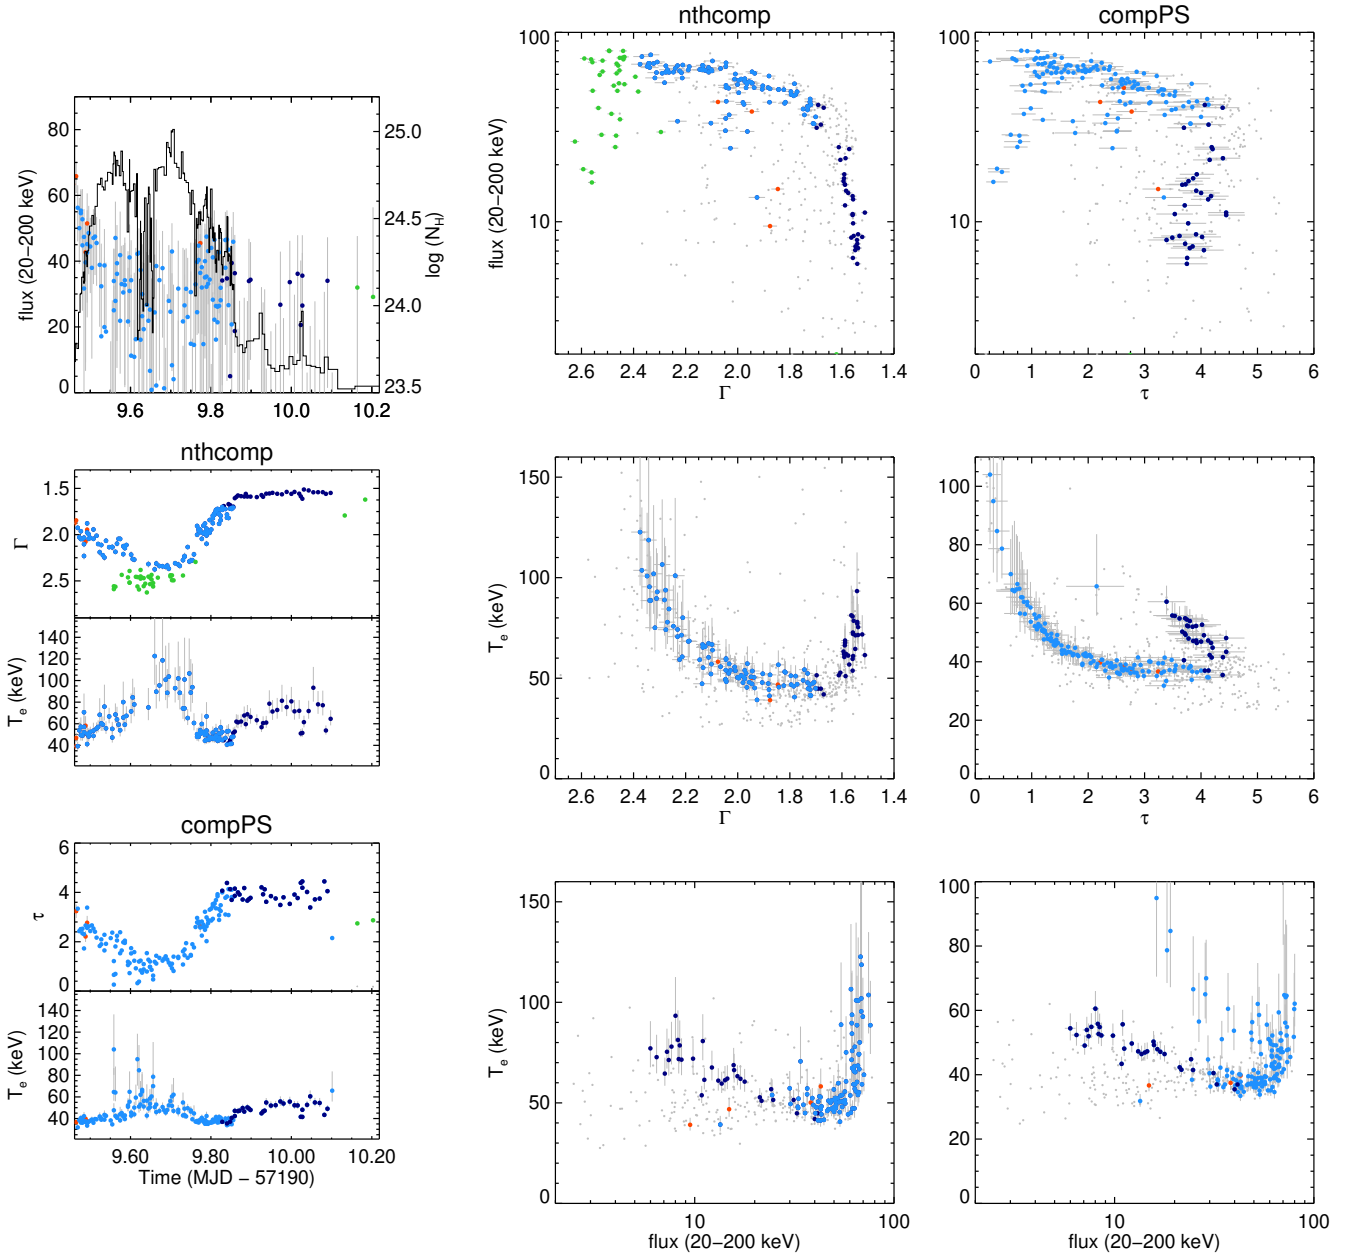 nthcomp
compPS
100
10
flux (20−200 keV)
2.6 2.4 2.2 2.0 1.8 1.6 1.4
Γ
0 1 2 3 4 5 6
τ
100
10
flux (20−200 keV)
80
60
40
20
0
flux (20−200 keV)
25.0
24.5
24.0
23.5
log (N_H)
9.6 9.8 10.0 10.2
nthcomp
1.5
2.0
2.5
Γ
140
120
100
80
60
40
T_e (keV)
150
100
50
0
T_e (keV)
2.6 2.4 2.2 2.0 1.8 1.6 1.4
Γ
100
80
60
40
20
0
T_e (keV)
0 1 2 3 4 5 6
τ
compPS
6
4
2
0
τ
140
120
100
80
60
40
T_e (keV)
9.60 9.80 10.00 10.20
Time (MJD − 57190)
150
100
50
0
T_e (keV)
10 100
flux (20−200 keV)
100
80
60
40
20
0
T_e (keV)
10 100
flux (20−200 keV)